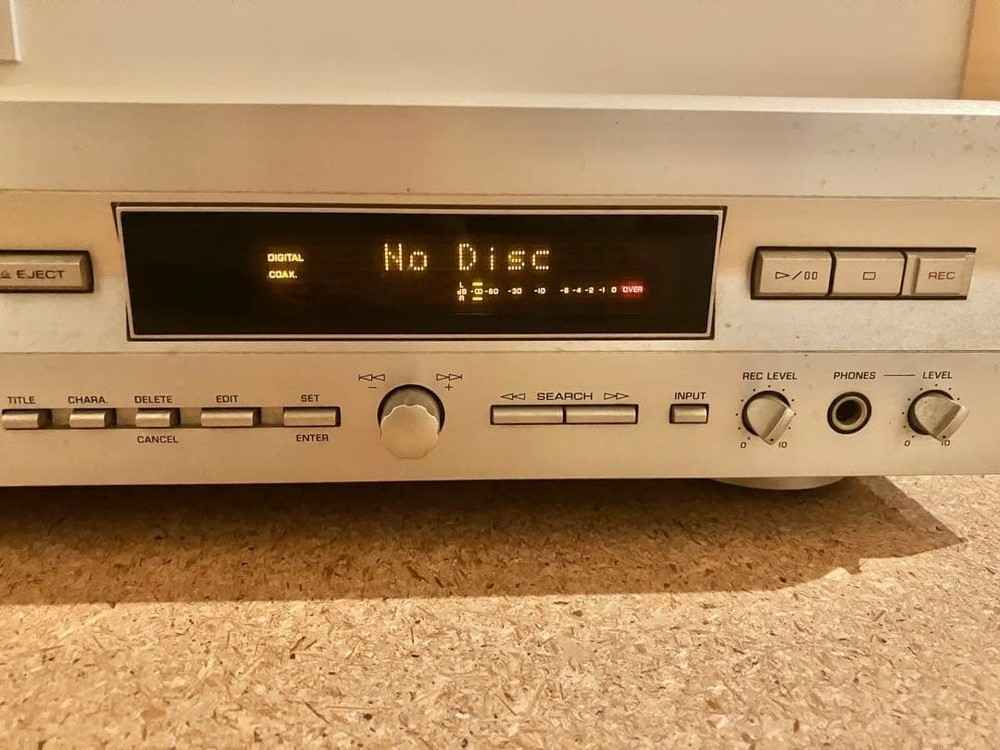 EJECT
DIGITAL
COAX.
No Disc
L
dB -∞ -60 -30 -10 -6 -4 -2 -1 0 OVER
R
REC
TITLE
CHARA.
DELETE
CANCEL
EDIT
SET
ENTER
−
+
SEARCH
INPUT
REC LEVEL
0 10
PHONES
LEVEL
0 10